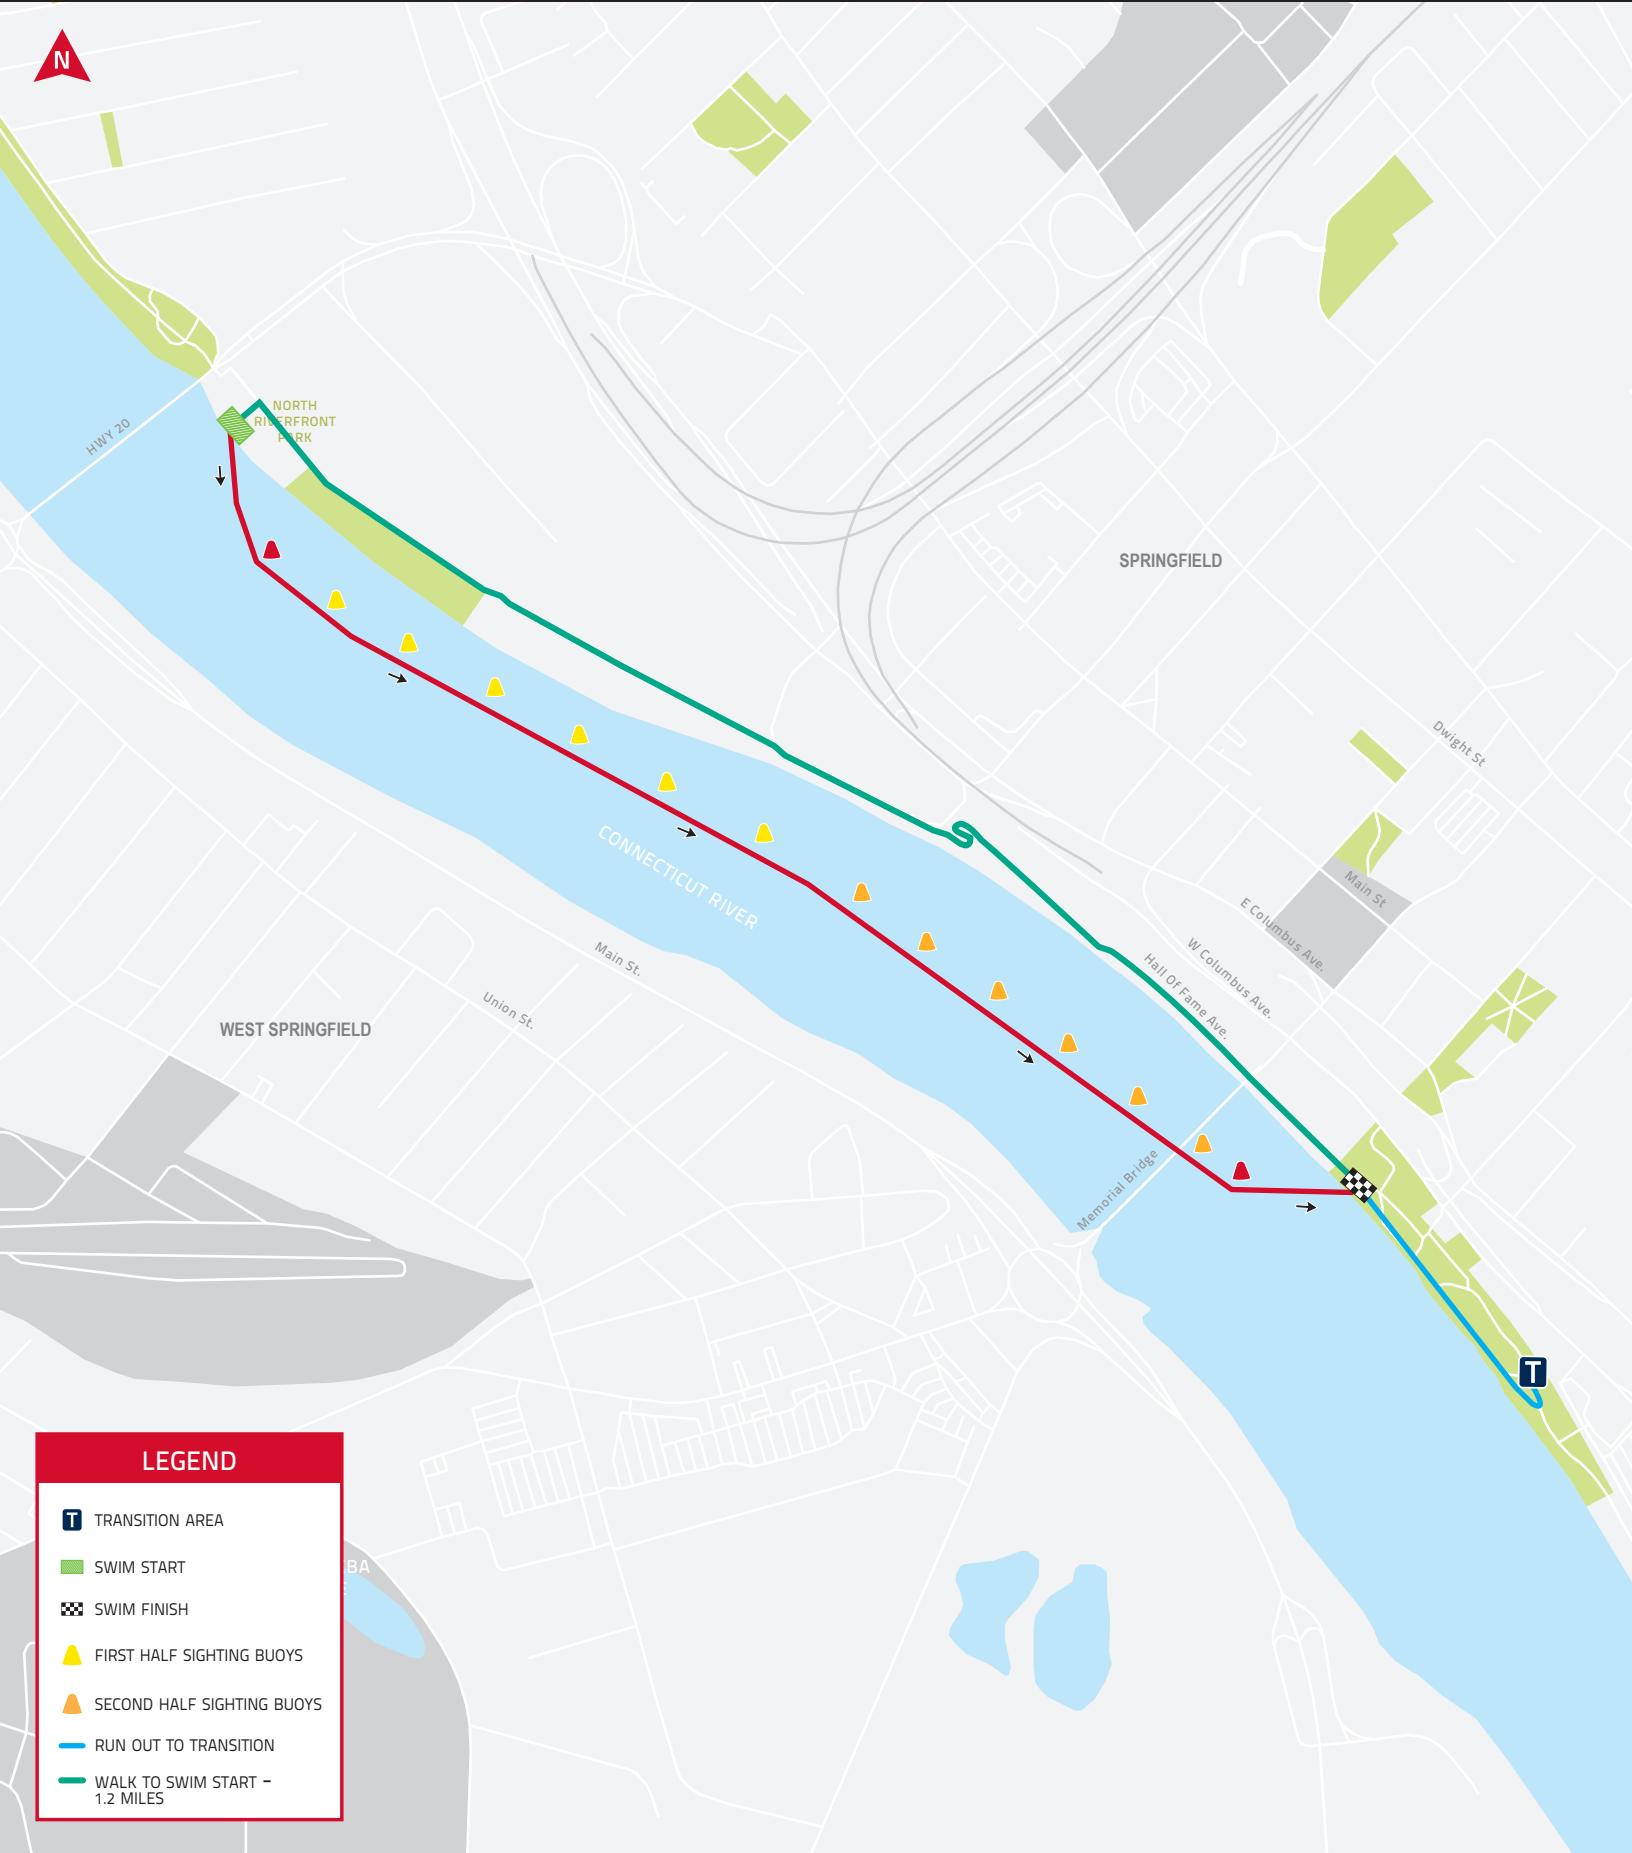 N
NORTH
RIVERFRONT
PARK
HWY 20
SPRINGFIELD
Dwight St
Main St
E Columbus Ave.
W Columbus Ave.
Hall Of Fame Ave.
CONNECTICUT RIVER
Main St.
Union St.
WEST SPRINGFIELD
Memorial Bridge
T
LEGEND
T TRANSITION AREA
SWIM START
SWIM FINISH
FIRST HALF SIGHTING BUOYS
SECOND HALF SIGHTING BUOYS
RUN OUT TO TRANSITION
WALK TO SWIM START –
1.2 MILES
BA